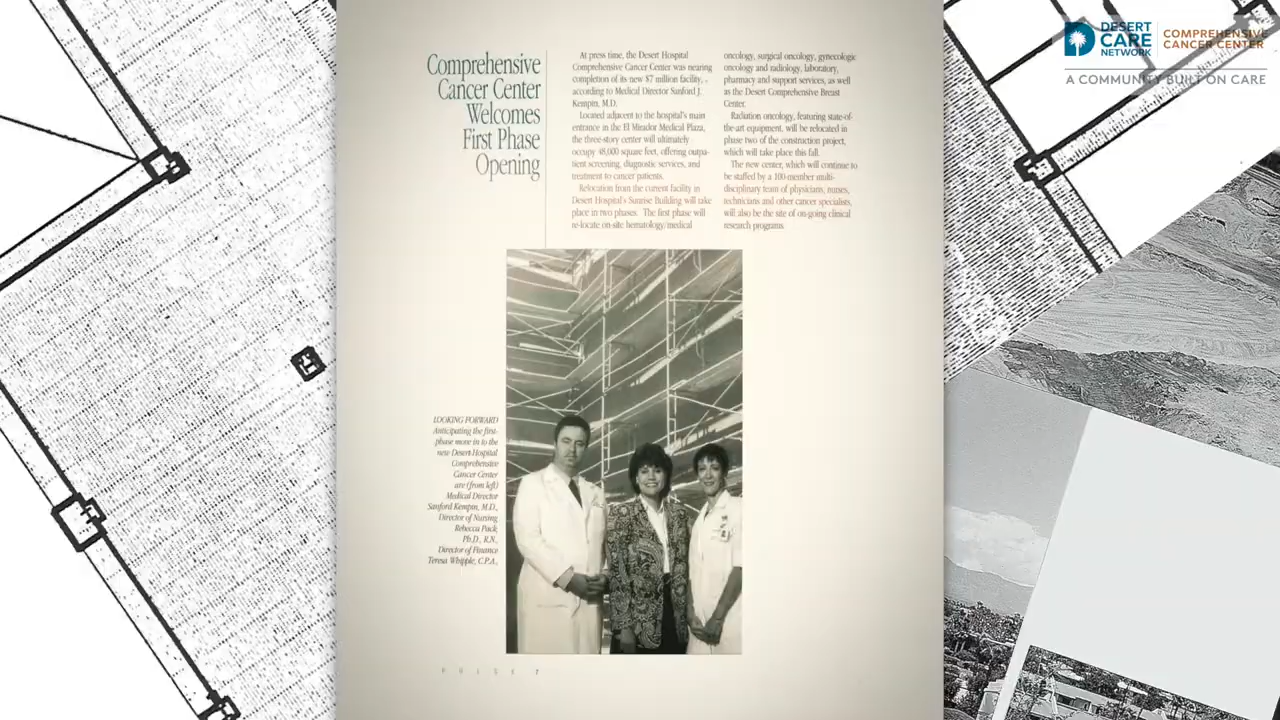 Comprehensive
Cancer Center
Welcomes
First Phase
Opening
At press time, the Desert Hospital
Comprehensive Cancer Center was nearing
completion of its new $7 million facility,
according to Medical Director Sanford J.
Kempin, M.D.
Located adjacent to the hospital's main
entrance in the El Mirador Medical Plaza,
the three-story center will ultimately
occupy 48,000 square feet, offering outpa-
tient screening, diagnostic services, and
treatment to cancer patients.
Relocation from the current facility in
Desert Hospital's Sunrise Building will take
place in two phases. The first phase will
re-locate on-site hematology/medical
oncology, surgical oncology, gynecologic
oncology and radiology, laboratory,
pharmacy and support services, as well
as the Desert Comprehensive Breast
Center.
Radiation oncology, featuring state-of-
the-art equipment, will be relocated in
phase two of the construction project,
which will take place this fall.
The new center, which will continue to
be staffed by a 100-member multi-
disciplinary team of physicians, nurses,
technicians and other cancer specialists,
will also be the site of on-going clinical
research programs.
LOOKING FORWARD
Anticipating the first-
phase move in to the
new Desert Hospital
Comprehensive
Cancer Center
are (from left)
Medical Director
Sanford Kempin, M.D.,
Director of Nursing
Rebecca Pack,
Ph.D., R.N.,
Director of Finance
Teresa Whipple, C.P.A.,
7
DESERT
CARE
NETWORK
COMPREHENSIVE
CANCER CENTER
A COMMUNITY BUILT ON CARE